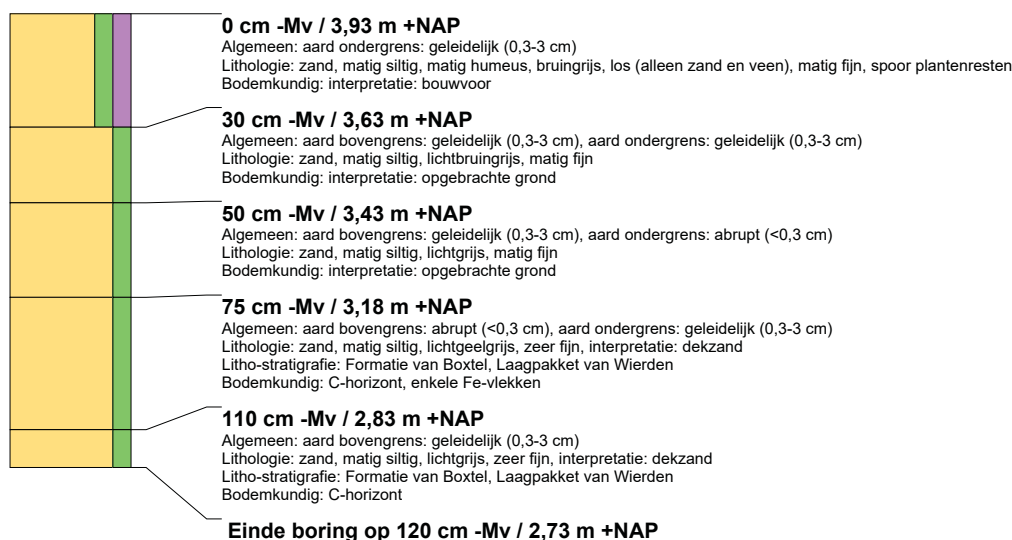 0 cm -Mv / 3,93 m +NAP
Algemeen: aard ondergrens: geleidelijk (0,3-3 cm)
Lithologie: zand, matig siltig, matig humeus, bruingrijs, los (alleen zand en veen), matig fijn, spoor plantenresten
Bodemkundig: interpretatie: bouwvoor
30 cm -Mv / 3,63 m +NAP
Algemeen: aard bovengrens: geleidelijk (0,3-3 cm), aard ondergrens: geleidelijk (0,3-3 cm)
Lithologie: zand, matig siltig, lichtbruingrijs, matig fijn
Bodemkundig: interpretatie: opgebrachte grond
50 cm -Mv / 3,43 m +NAP
Algemeen: aard bovengrens: geleidelijk (0,3-3 cm), aard ondergrens: abrupt (<0,3 cm)
Lithologie: zand, matig siltig, lichtgrijs, matig fijn
Bodemkundig: interpretatie: opgebrachte grond
75 cm -Mv / 3,18 m +NAP
Algemeen: aard bovengrens: abrupt (<0,3 cm), aard ondergrens: geleidelijk (0,3-3 cm)
Lithologie: zand, matig siltig, lichtgeelgrijs, zeer fijn, interpretatie: dekzand
Litho-stratigrafie: Formatie van Boxtel, Laagpakket van Wierden
Bodemkundig: C-horizont, enkele Fe-vlekken
110 cm -Mv / 2,83 m +NAP
Algemeen: aard bovengrens: geleidelijk (0,3-3 cm)
Lithologie: zand, matig siltig, lichtgrijs, zeer fijn, interpretatie: dekzand
Litho-stratigrafie: Formatie van Boxtel, Laagpakket van Wierden
Bodemkundig: C-horizont
Einde boring op 120 cm -Mv / 2,73 m +NAP